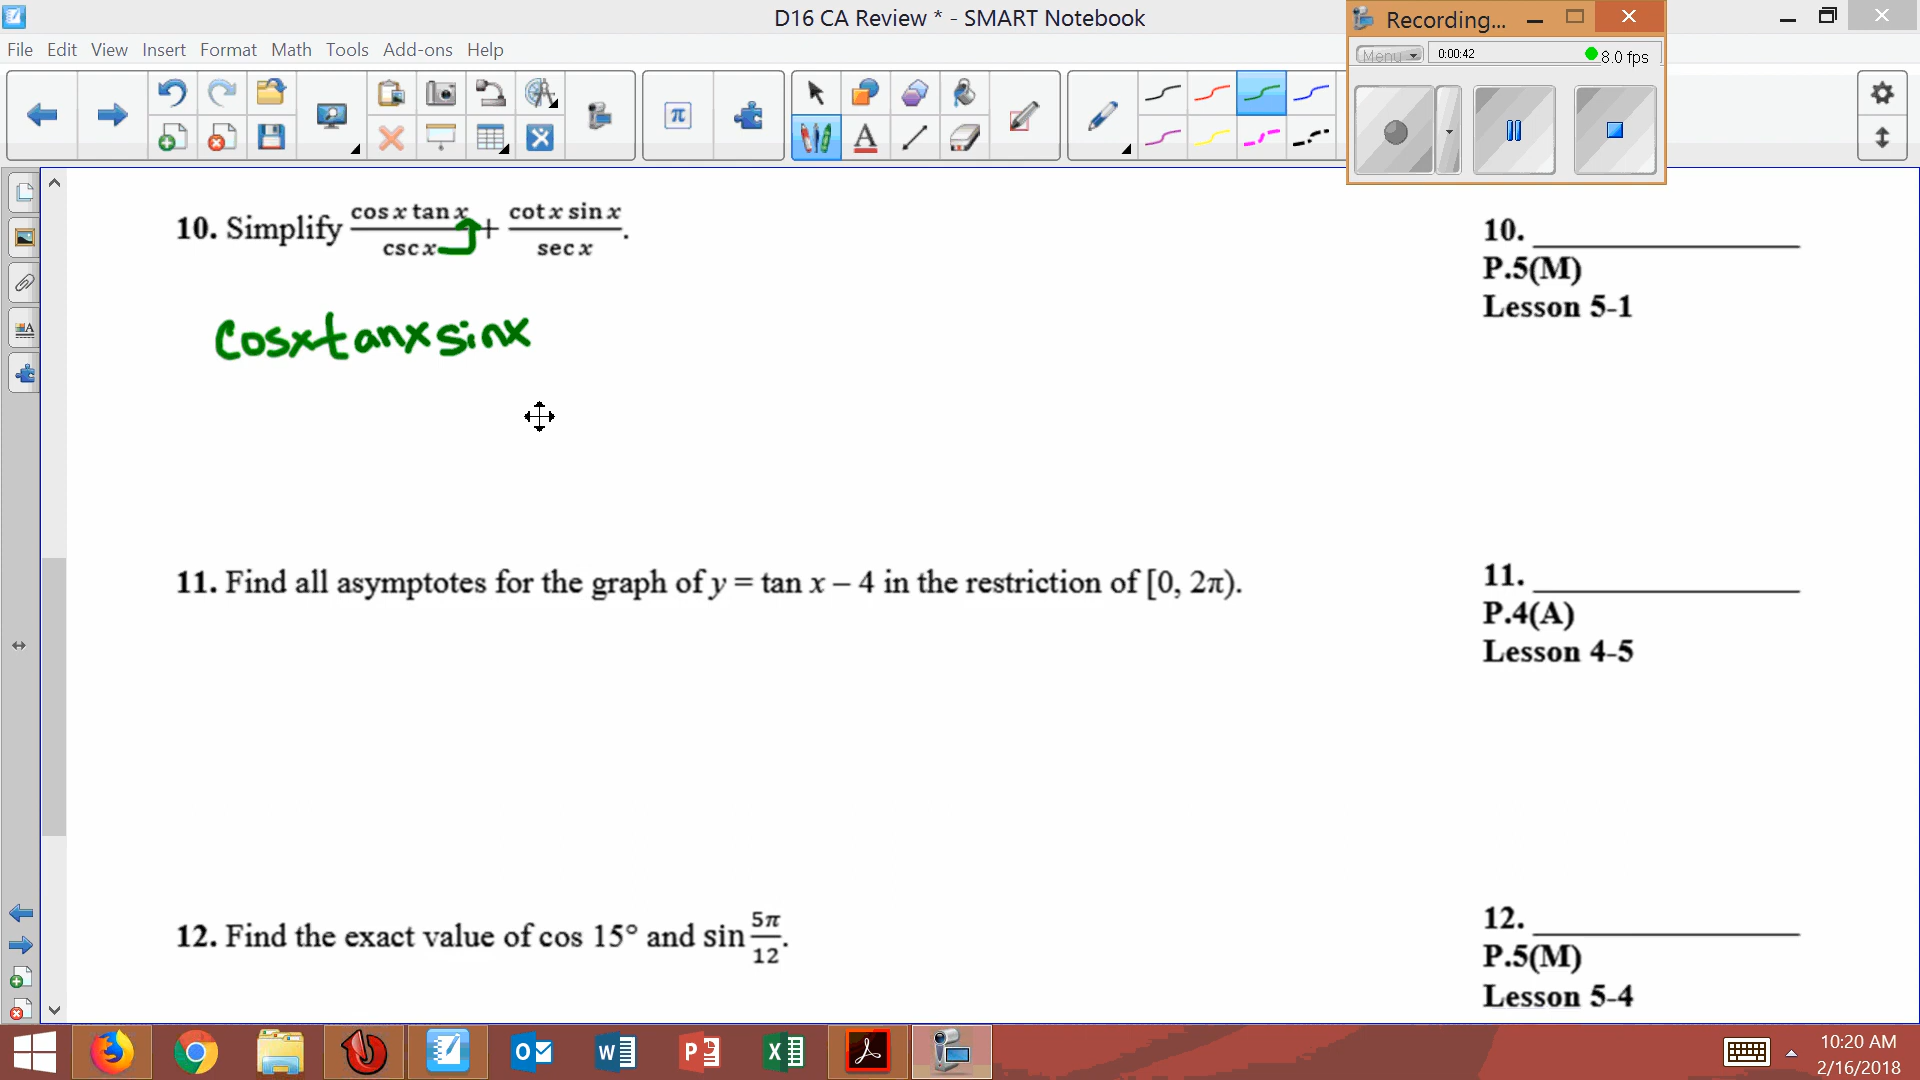 D16 CA Review * - SMART Notebook
Recording...
File Edit View Insert Format Math Tools Add-ons Help
Menu 0:00:42 8.0 fps
π
A
10. Simplify cos x tan x / csc x + cot x sin x / sec x.
10. ________________
P.5(M)
Lesson 5-1
cosxtanxsinx
11. Find all asymptotes for the graph of y = tan x – 4 in the restriction of [0, 2π).
11. ________________
P.4(A)
Lesson 4-5
12. Find the exact value of cos 15° and sin 5π/12.
12. ________________
P.5(M)
Lesson 5-4
10:20 AM
2/16/2018